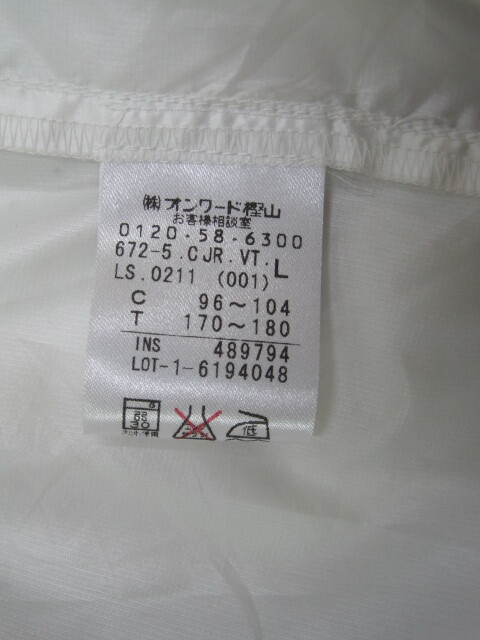 ㈱オンワード樫山
お客様相談室
0120-58-6300
672-5.CJR.VT. L
LS.0211 (001)
C 96～104
T 170～180
INS 489794
LOT-1-6194048
弱 30
低